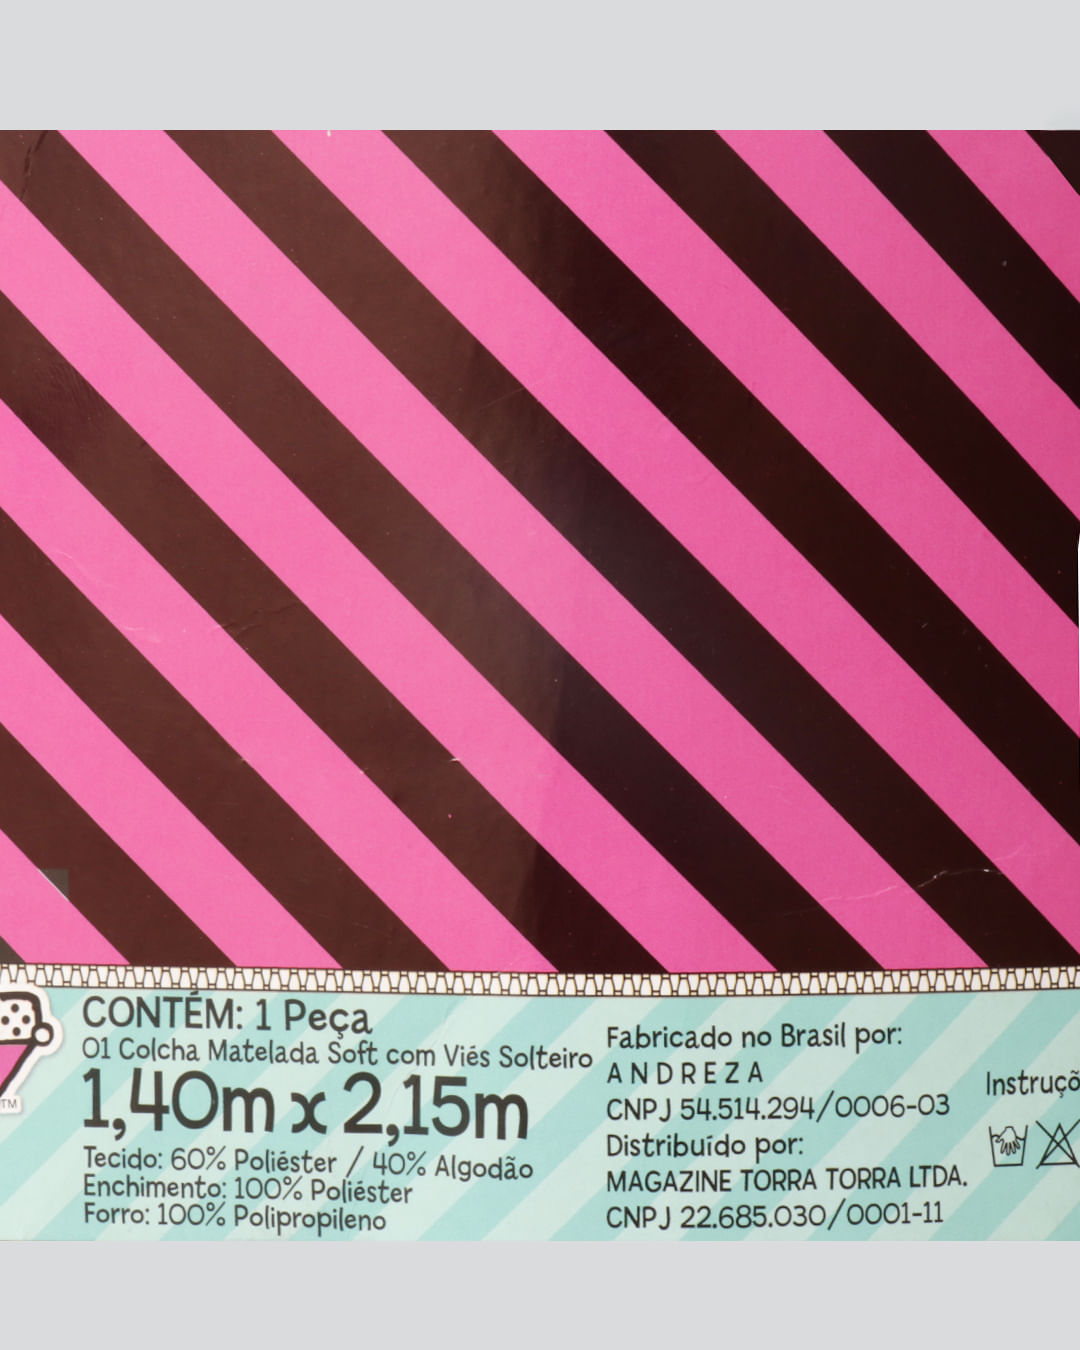 CONTÉM: 1 Peça
01 Colcha Matelada Soft com Viés Solteiro
1,40m x 2,15m
Tecido: 60% Poliéster / 40% Algodão
Enchimento: 100% Poliéster
Forro: 100% Polipropileno
TM
Fabricado no Brasil por:
ANDREZA
CNPJ 54.514.294/0006-03
Distribuído por:
MAGAZINE TORRA TORRA LTDA.
CNPJ 22.685.030/0001-11
Instruçõ